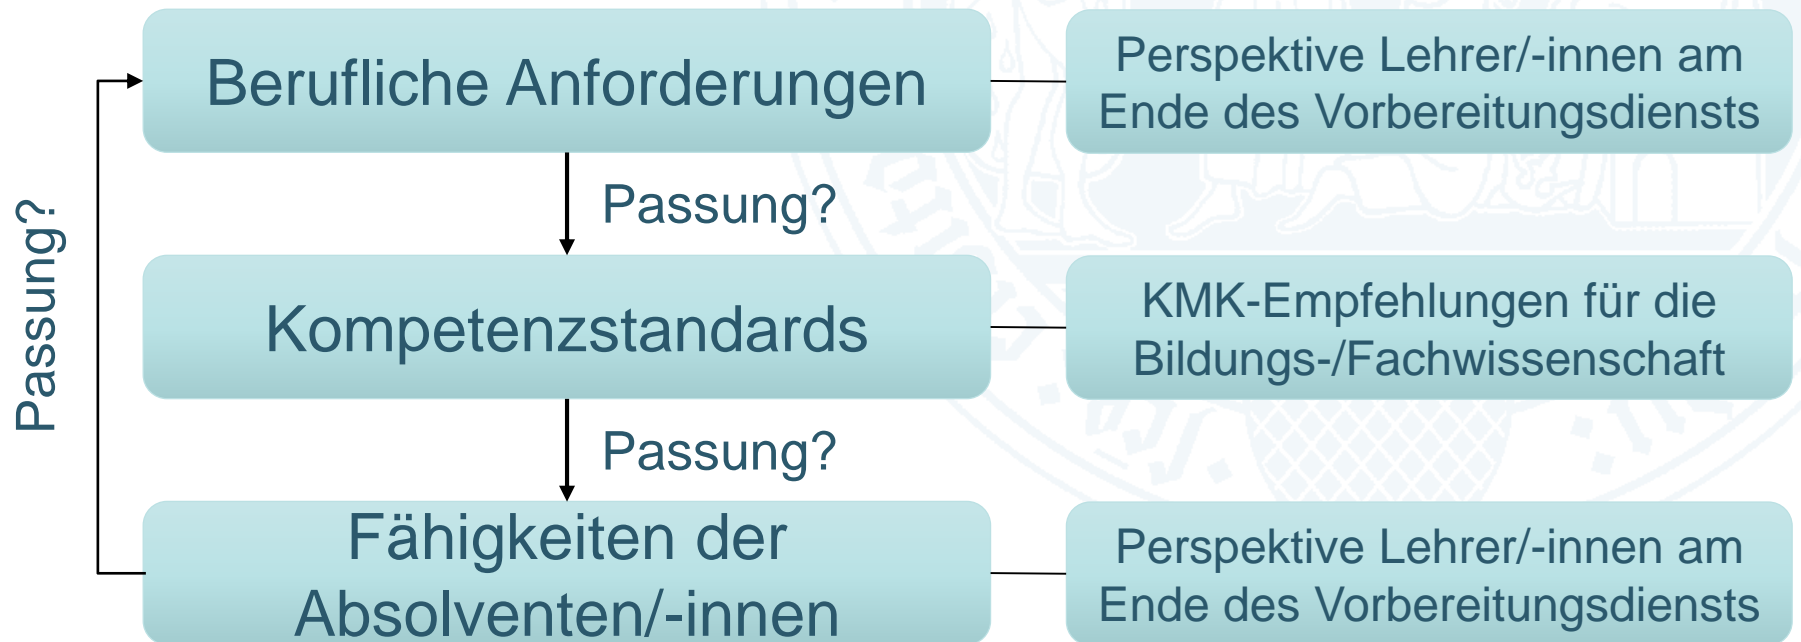 Berufliche Anforderungen
Perspektive Lehrer/-innen am
Ende des Vorbereitungsdiensts
Passung?
Passung?
Kompetenzstandards
KMK-Empfehlungen für die
Bildungs-/Fachwissenschaft
Passung?
Fähigkeiten der
Absolventen/-innen
Perspektive Lehrer/-innen am
Ende des Vorbereitungsdiensts